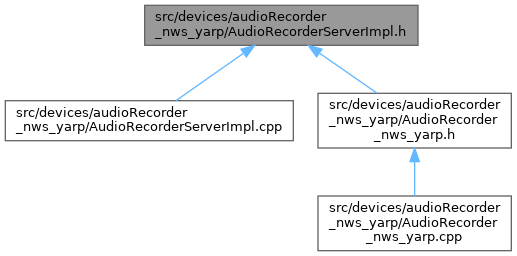 src/devices/audioRecorder
_nws_yarp/AudioRecorderServerImpl.h
src/devices/audioRecorder
_nws_yarp/AudioRecorderServerImpl.cpp
src/devices/audioRecorder
_nws_yarp/AudioRecorder
_nws_yarp.h
src/devices/audioRecorder
_nws_yarp/AudioRecorder
_nws_yarp.cpp